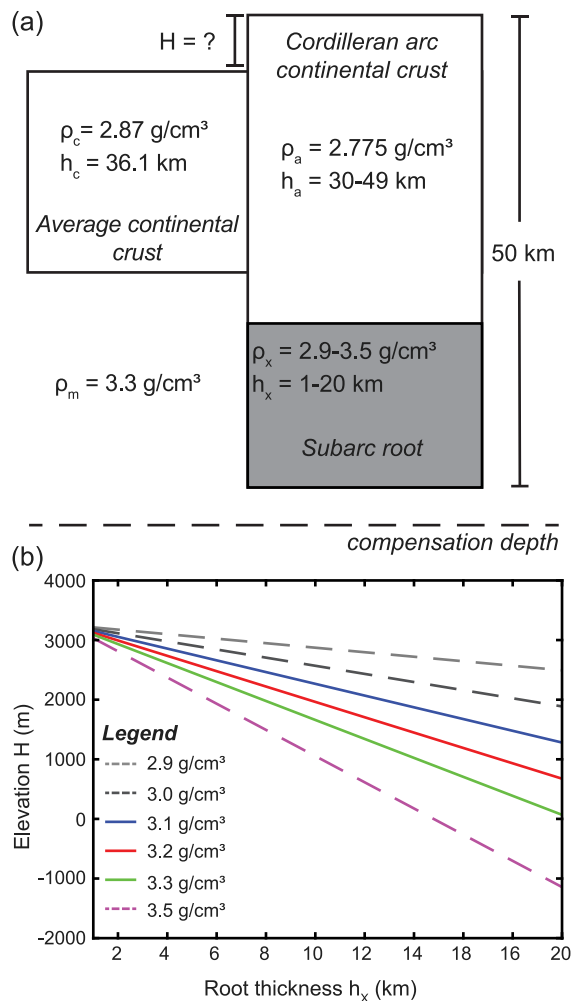 (a)
H = ?
Cordilleran arc
continental crust
ρc = 2.87 g/cm³
hc = 36.1 km
Average continental
crust
ρa = 2.775 g/cm³
ha = 30-49 km
50 km
ρm = 3.3 g/cm³
ρx = 2.9-3.5 g/cm³
hx = 1-20 km
Subarc root
compensation depth
(b)
Elevation H (m)
4000
3000
2000
1000
0
-1000
-2000
Legend
2.9 g/cm³
3.0 g/cm³
3.1 g/cm³
3.2 g/cm³
3.3 g/cm³
3.5 g/cm³
2 4 6 8 10 12 14 16 20
Root thickness hx (km)